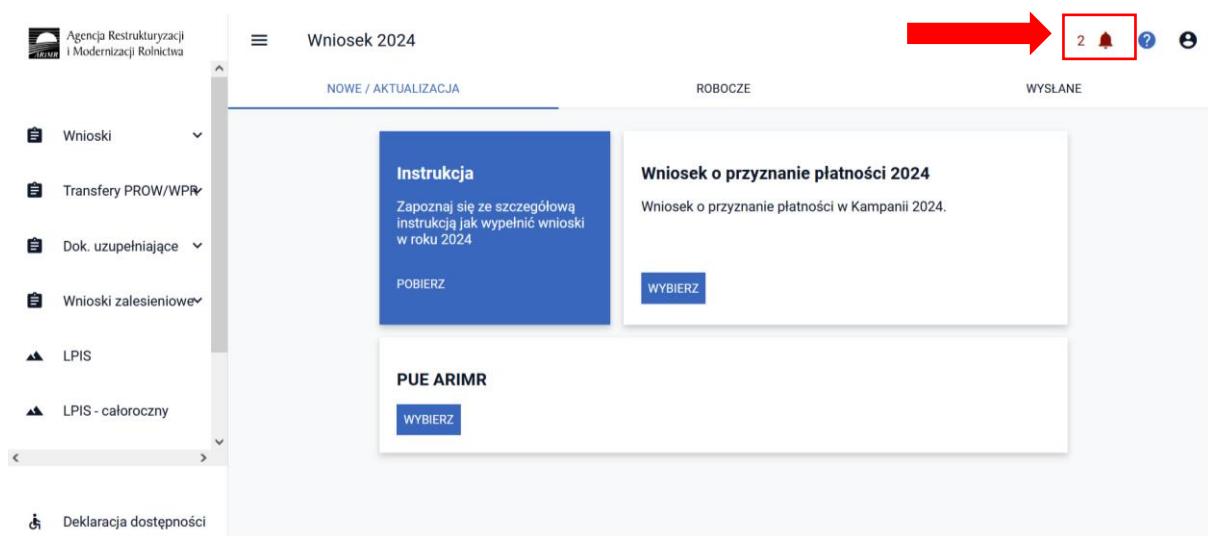 Agencja Restrukturyzacji
i Modernizacji Rolnictwa
ARIMR
Wniosek 2024
2
NOWE / AKTUALIZACJA
ROBOCZE
WYSŁANE
Wnioski
Transfery PROW/WPR
Dok. uzupełniające
Wnioski zalesieniowe
LPIS
LPIS - całoroczny
Deklaracja dostępności
Instrukcja
Zapoznaj się ze szczegółową
instrukcją jak wypełnić wnioski
w roku 2024
POBIERZ
Wniosek o przyznanie płatności 2024
Wniosek o przyznanie płatności w Kampanii 2024.
WYBIERZ
PUE ARIMR
WYBIERZ